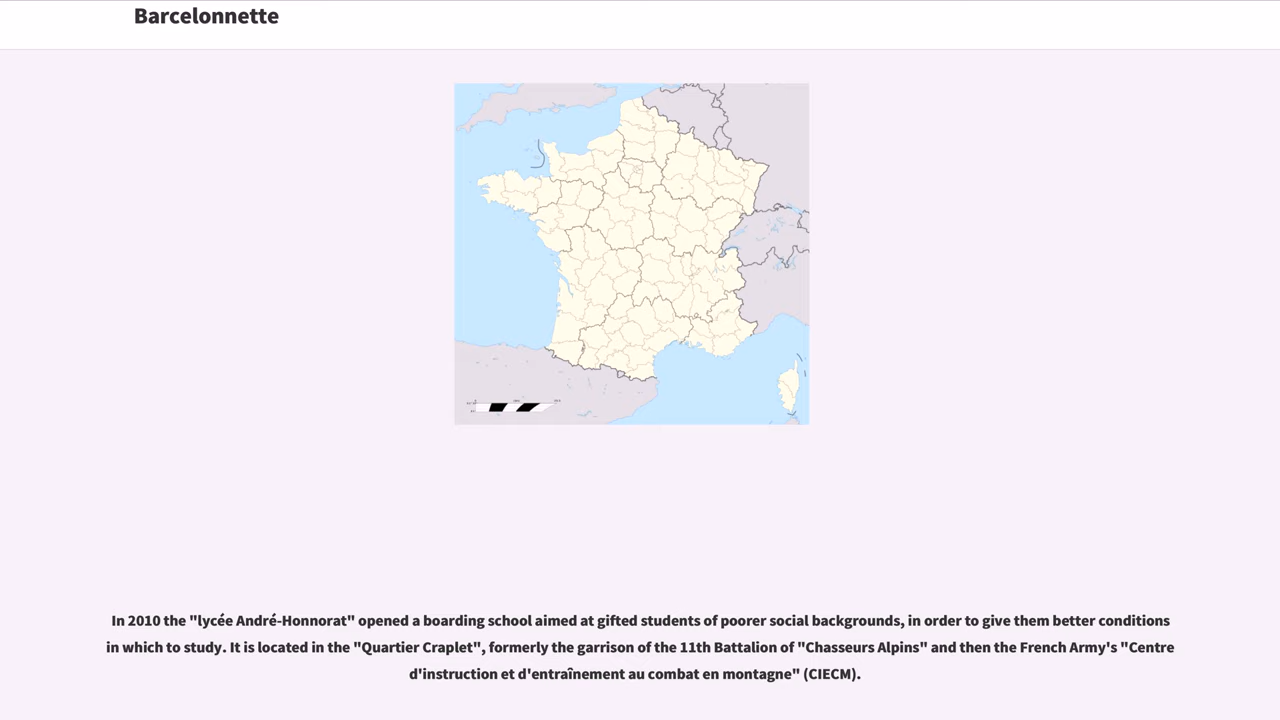 Barcelonnette
In 2010 the "lycée André-Honnorat" opened a boarding school aimed at gifted students of poorer social backgrounds, in order to give them better conditions
in which to study. It is located in the "Quartier Craplet", formerly the garrison of the 11th Battalion of "Chasseurs Alpins" and then the French Army's "Centre
d'instruction et d'entraînement au combat en montagne" (CIECM).